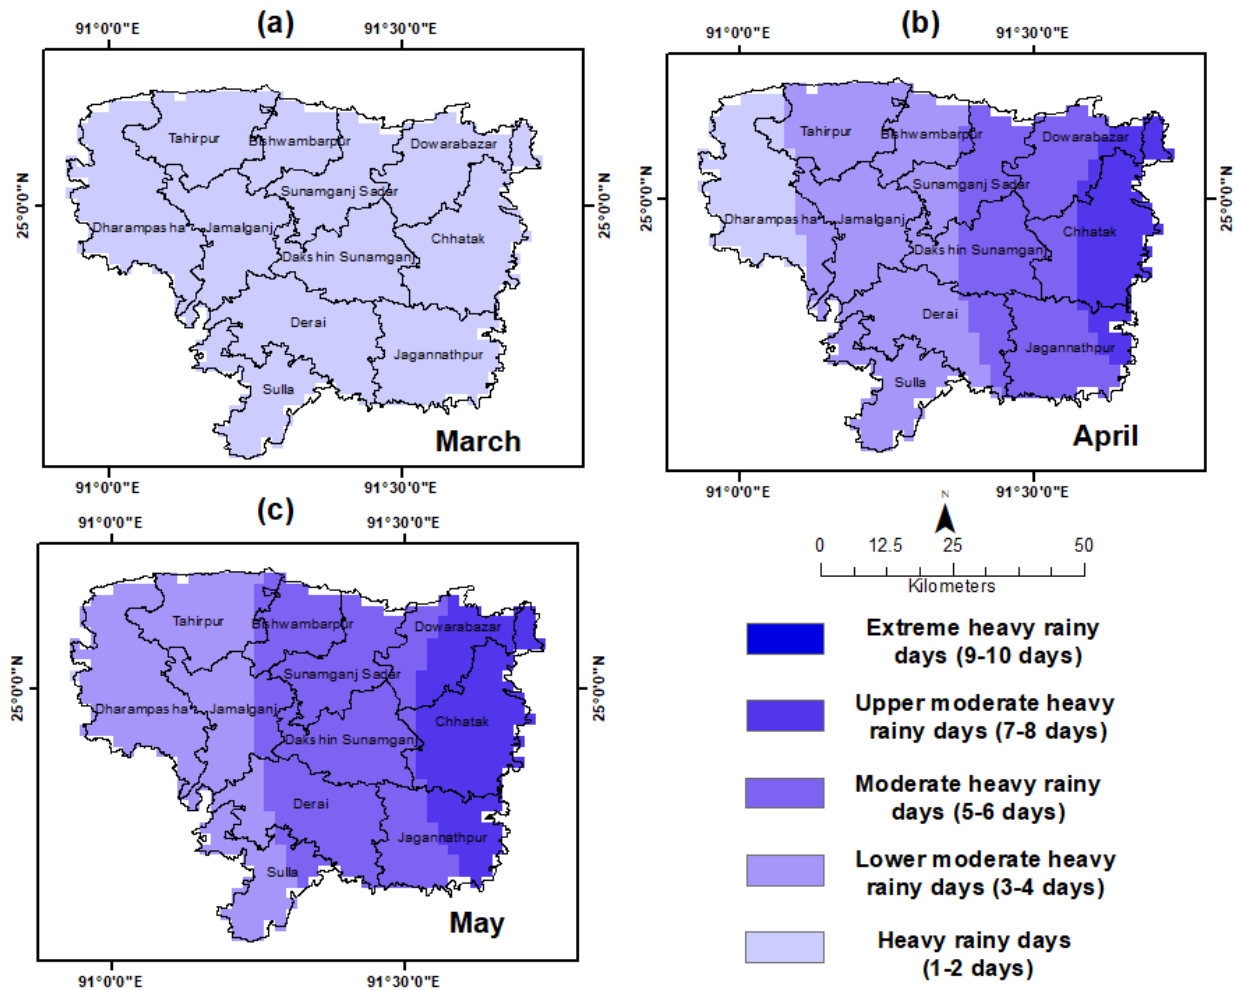 (a)
91°0'0"E
91°30'0"E
25°0'0"N
25°0'0"N
Tahirpur
Bishwambarpur
Dowarabazar
Sunamganj Sadar
Dharampasha
Jamalganj
Chhatak
Dakshin Sunamganj
Derai
Jagannathpur
Sulla
March
91°0'0"E
91°30'0"E
(b)
91°0'0"E
91°30'0"E
25°0'0"N
25°0'0"N
Tahirpur
Bishwambarpur
Dowarabazar
Sunamganj Sadar
Dharampasha
Jamalganj
Chhatak
Dakshin Sunamganj
Derai
Jagannathpur
Sulla
April
91°0'0"E
91°30'0"E
(c)
91°0'0"E
91°30'0"E
25°0'0"N
25°0'0"N
Tahirpur
Bishwambarpur
Dowarabazar
Sunamganj Sadar
Dharampasha
Jamalganj
Chhatak
Dakshin Sunamganj
Derai
Jagannathpur
Sulla
May
91°0'0"E
91°30'0"E
N
0 12.5 25 50
Kilometers
Extreme heavy rainy
days (9-10 days)
Upper moderate heavy
rainy days (7-8 days)
Moderate heavy rainy
days (5-6 days)
Lower moderate heavy
rainy days (3-4 days)
Heavy rainy days
(1-2 days)